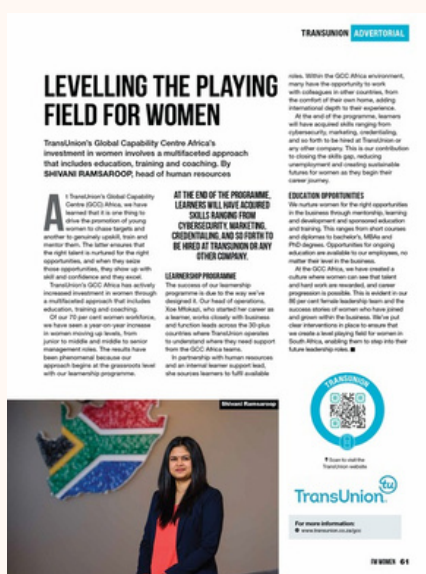 TRANSUNION ADVERTORIAL
LEVELLING THE PLAYING
FIELD FOR WOMEN
TransUnion's Global Capability Centre Africa's
investment in women involves a multifaceted approach
that includes education, training and coaching. By
SHIVANI RAMSAROOP, head of human resources
At TransUnion's Global Capability
Centre (GCC) Africa, we have
learned that it is one thing to
drive the promotion of young
women to chase targets and
another to genuinely upskill, train and
mentor them. The latter ensures that
the right talent is nurtured for the right
opportunities, and when they seize
those opportunities, they show up with
skill and confidence and they excel.
TransUnion's GCC Africa has actively
increased investment in women through
a multifaceted approach that includes
education, training and coaching.
Of our 70 per cent women workforce,
we have seen a year-on-year increase
in women moving up levels, from
junior to middle and middle to senior
management roles. The results have
been phenomenal because our
approach begins at the grassroots level
with our learnership programme.
AT THE END OF THE PROGRAMME,
LEARNERS WILL HAVE ACQUIRED
SKILLS RANGING FROM
CYBERSECURITY, MARKETING,
CREDENTIALING, AND SO FORTH TO
BE HIRED AT TRANSUNION OR ANY
OTHER COMPANY.
LEARNERSHIP PROGRAMME
The success of our learnership
programme is due to the way we've
designed it. Our head of operations,
Xoe Mfokazi, who started her career as
a learner, works closely with business
and function leads across the 30-plus
countries where TransUnion operates
to understand where they need support
from the GCC Africa teams.
In partnership with human resources
and an internal learner support lead,
she sources learners to fulfil available
roles. Within the GCC Africa environment,
many have the opportunity to work
with colleagues in other countries, from
the comfort of their own home, adding
international depth to their experience.
At the end of the programme, learners
will have acquired skills ranging from
cybersecurity, marketing, credentialing,
and so forth to be hired at TransUnion or
any other company. This is our contribution
to closing the skills gap, reducing
unemployment and creating sustainable
futures for women as they begin their
career journey.
EDUCATION OPPORTUNITIES
We nurture women for the right opportunities
in the business through mentorship, learning
and development and sponsored education
and training. This ranges from short courses
and diplomas to bachelor's, MBAs and
PhD degrees. Opportunities for ongoing
education are available to our employees, no
matter their level in the business.
At the GCC Africa, we have created a
culture where women can see that talent
and hard work are rewarded, and career
progression is possible. This is evident in our
86 per cent female leadership team and the
success stories of women who have joined
and grown within the business. We've put
clear interventions in place to ensure that
we create a level playing field for women in
South Africa, enabling them to step into their
future leadership roles.
Shivani Ramsaroop
TRANSUNION
Scan to visit the
TransUnion website
TransUnion tu
For more information:
www.transunion.co.za/gcc
FM WOMEN 61